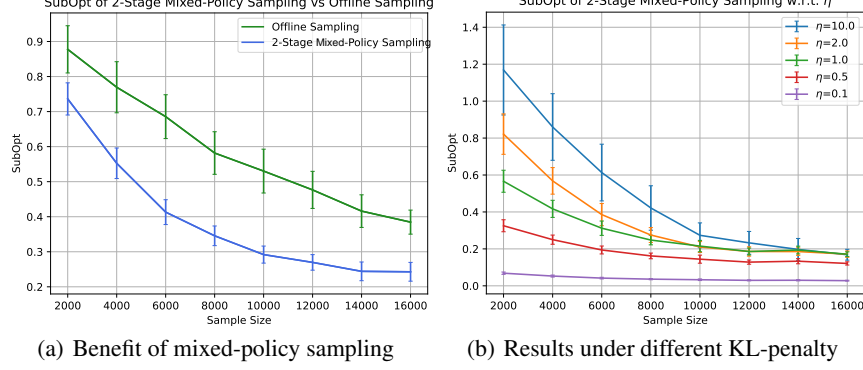 SubOpt of 2-Stage Mixed-Policy Sampling vs Offline Sampling
Offline Sampling
2-Stage Mixed-Policy Sampling
SubOpt
0.9
0.8
0.7
0.6
0.5
0.4
0.3
0.2
2000 4000 6000 8000 10000 12000 14000 16000
Sample Size
(a) Benefit of mixed-policy sampling
SubOpt of 2-Stage Mixed-Policy Sampling w.r.t. η
η=10.0
η=2.0
η=1.0
η=0.5
η=0.1
SubOpt
1.4
1.2
1.0
0.8
0.6
0.4
0.2
0.0
2000 4000 6000 8000 10000 12000 14000 16000
Sample Size
(b) Results under different KL-penalty